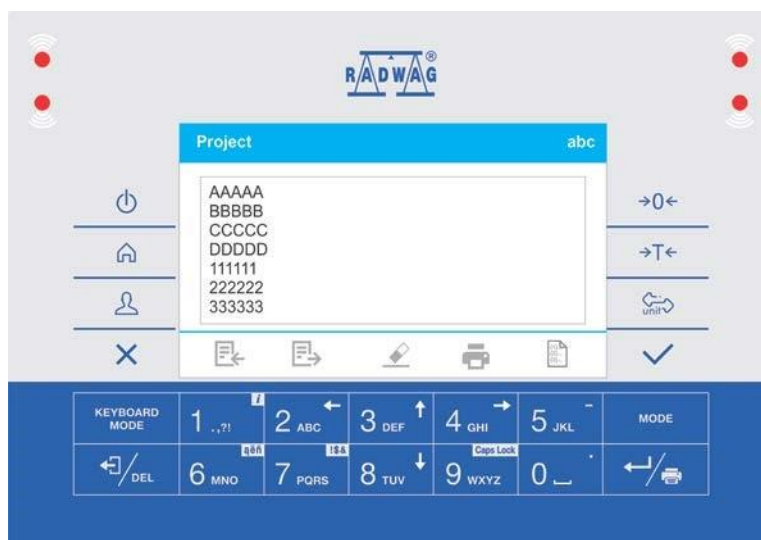 RADWAG®
Project abc
AAAAA
BBBBB
CCCCC
DDDDD
111111
222222
333333
→0←
→T←
unit
KEYBOARD MODE
1 .,?! i
2 ABC
3 DEF
4 GHI
5 JKL -
MODE
DEL
6 MNO ąëñ
7 PQRS !$&
8 TUV
9 WXYZ Caps Lock
0 .